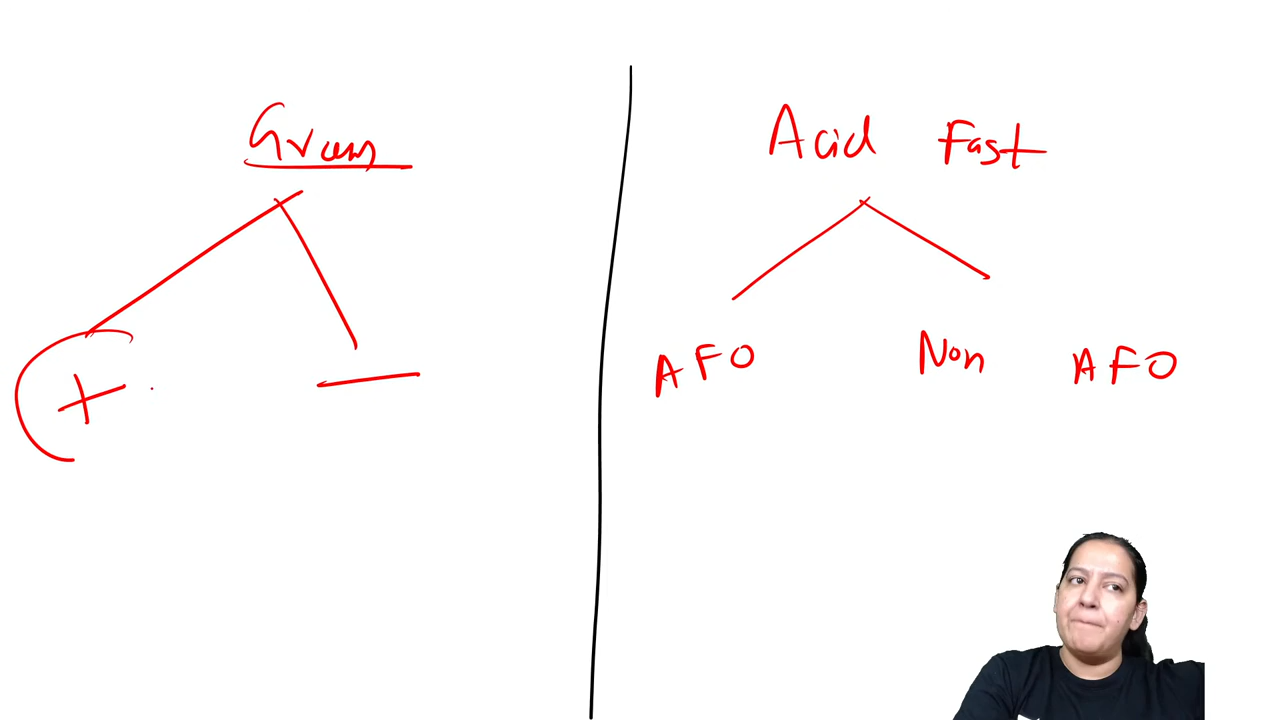 Gram
+ —
Acid Fast
AFO Non AFO